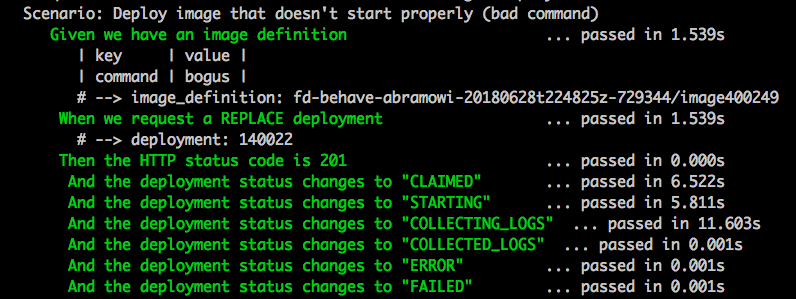 Scenario: Deploy image that doesn't start properly (bad command)
Given we have an image definition ... passed in 1.539s
| key | value |
| command | bogus |
# --> image_definition: fd-behave-abramowi-20180628t224825z-729344/image400249
When we request a REPLACE deployment ... passed in 1.539s
# --> deployment: 140022
Then the HTTP status code is 201 ... passed in 0.000s
And the deployment status changes to "CLAIMED" ... passed in 6.522s
And the deployment status changes to "STARTING" ... passed in 5.811s
And the deployment status changes to "COLLECTING_LOGS" ... passed in 11.603s
And the deployment status changes to "COLLECTED_LOGS" ... passed in 0.001s
And the deployment status changes to "ERROR" ... passed in 0.001s
And the deployment status changes to "FAILED" ... passed in 0.001s